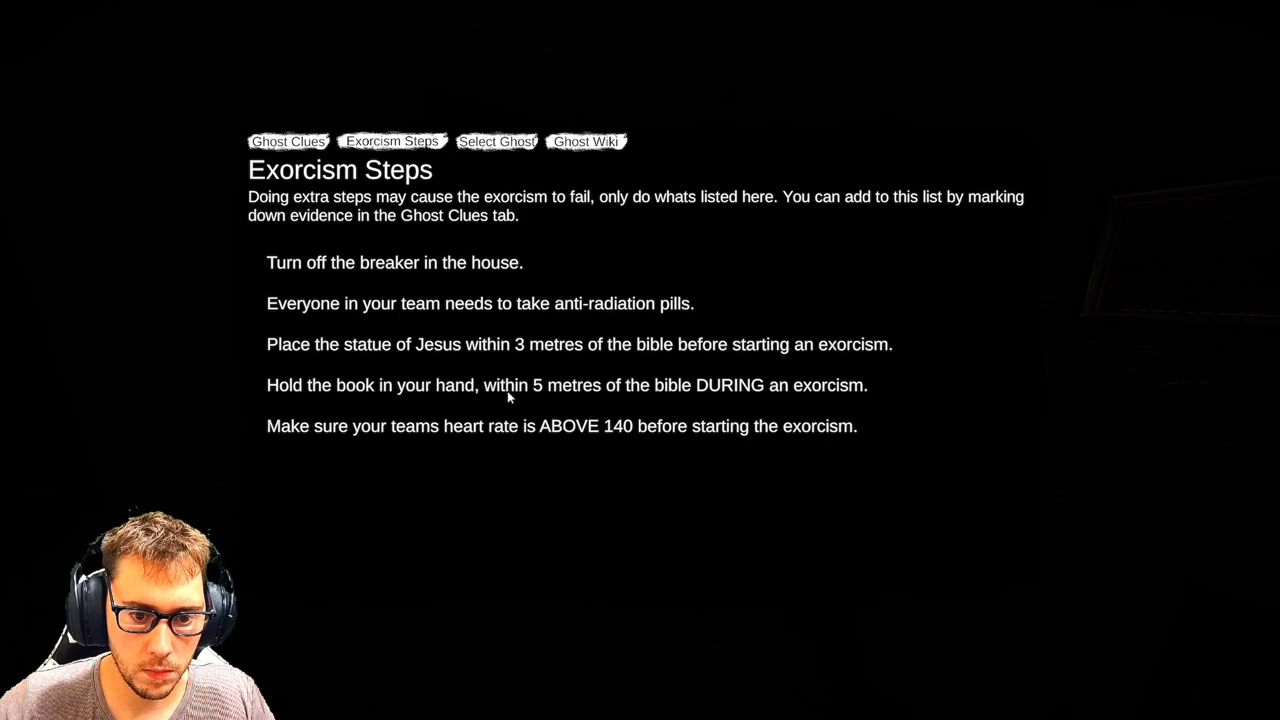 Ghost Clues Exorcism Steps Select Ghost Ghost Wiki
Exorcism Steps
Doing extra steps may cause the exorcism to fail, only do whats listed here. You can add to this list by marking
down evidence in the Ghost Clues tab.
Turn off the breaker in the house.
Everyone in your team needs to take anti-radiation pills.
Place the statue of Jesus within 3 metres of the bible before starting an exorcism.
Hold the book in your hand, within 5 metres of the bible DURING an exorcism.
Make sure your teams heart rate is ABOVE 140 before starting the exorcism.